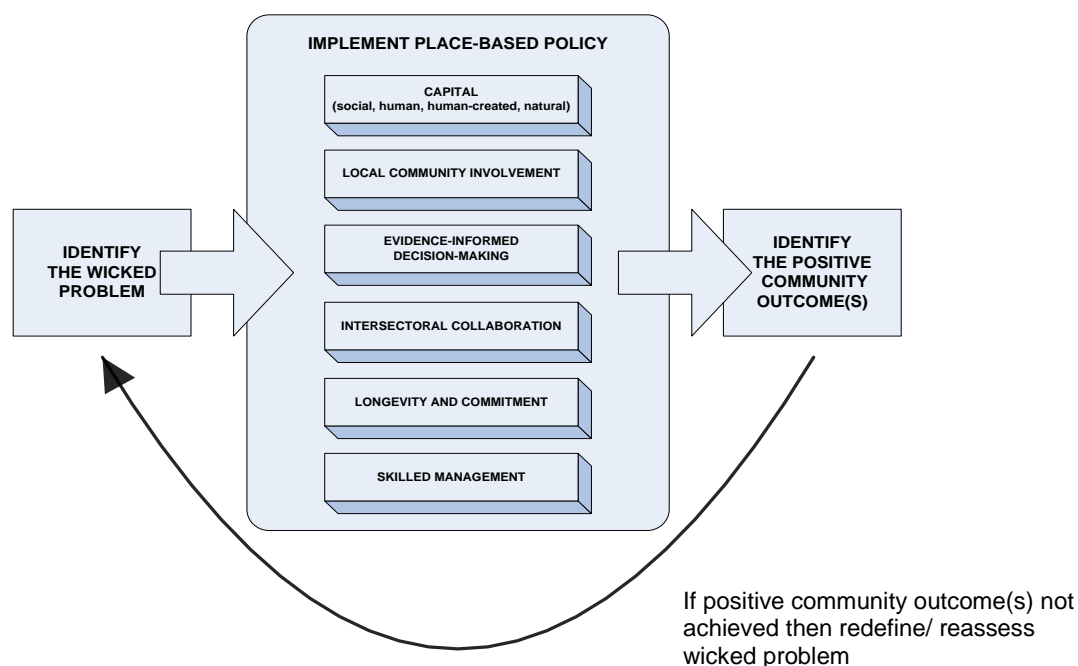 IMPLEMENT PLACE-BASED POLICY
CAPITAL
(social, human, human-created, natural)
LOCAL COMMUNITY INVOLVEMENT
EVIDENCE-INFORMED
DECISION-MAKING
INTERSECTORAL COLLABORATION
LONGEVITY AND COMMITMENT
SKILLED MANAGEMENT
IDENTIFY
THE WICKED
PROBLEM
IDENTIFY
THE POSITIVE
COMMUNITY
OUTCOME(S)
If positive community outcome(s) not
achieved then redefine/ reassess
wicked problem